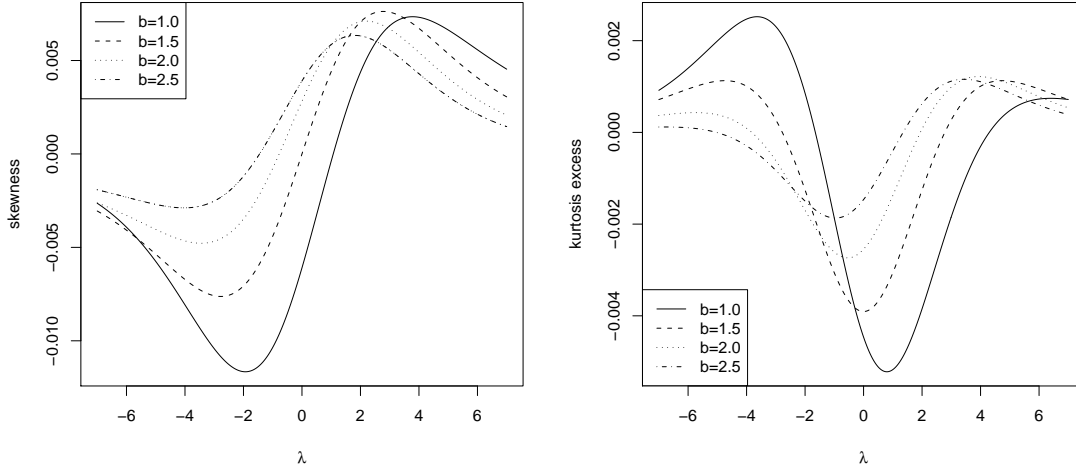 b=1.0
b=1.5
b=2.0
b=2.5
skewness
0.005
0.000
−0.005
−0.010
−6 −4 −2 0 2 4 6
λ
kurtosis excess
0.002
0.000
−0.002
−0.004
b=1.0
b=1.5
b=2.0
b=2.5
−6 −4 −2 0 2 4 6
λ